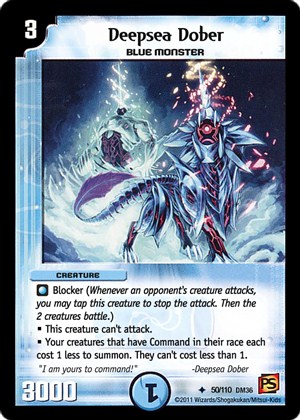 3
Deepsea Dober
BLUE MONSTER
CREATURE
Blocker (Whenever an opponent's creature attacks,
you may tap this creature to stop the attack. Then the
2 creatures battle.)
• This creature can't attack.
• Your creatures that have Command in their race each
cost 1 less to summon. They can't cost less than 1.
"I am yours to command!" -Deepsea Dober
3000
1
50/110 DM36
PS
©2011 Wizards/Shogakukan/Mitsui-Kids